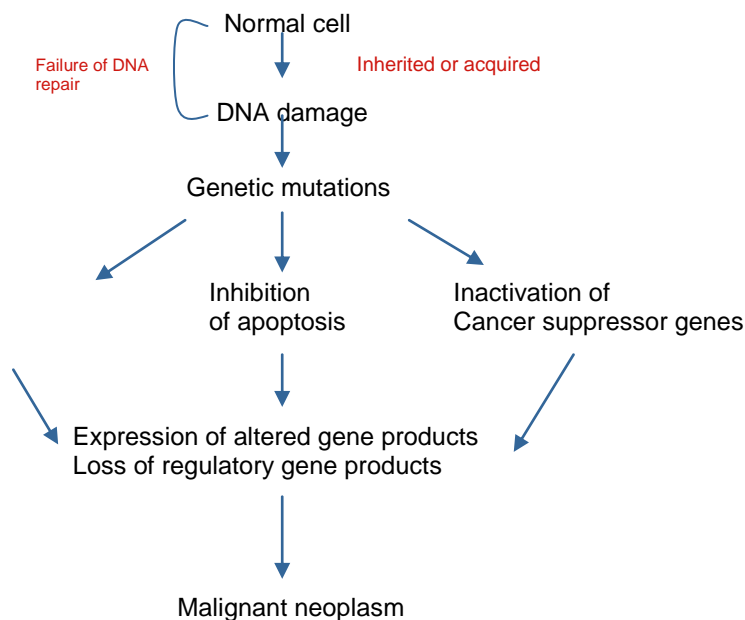 Normal cell
Failure of DNA
repair
Inherited or acquired
DNA damage
Genetic mutations
Inhibition
of apoptosis
Inactivation of
Cancer suppressor genes
Expression of altered gene products
Loss of regulatory gene products
Malignant neoplasm